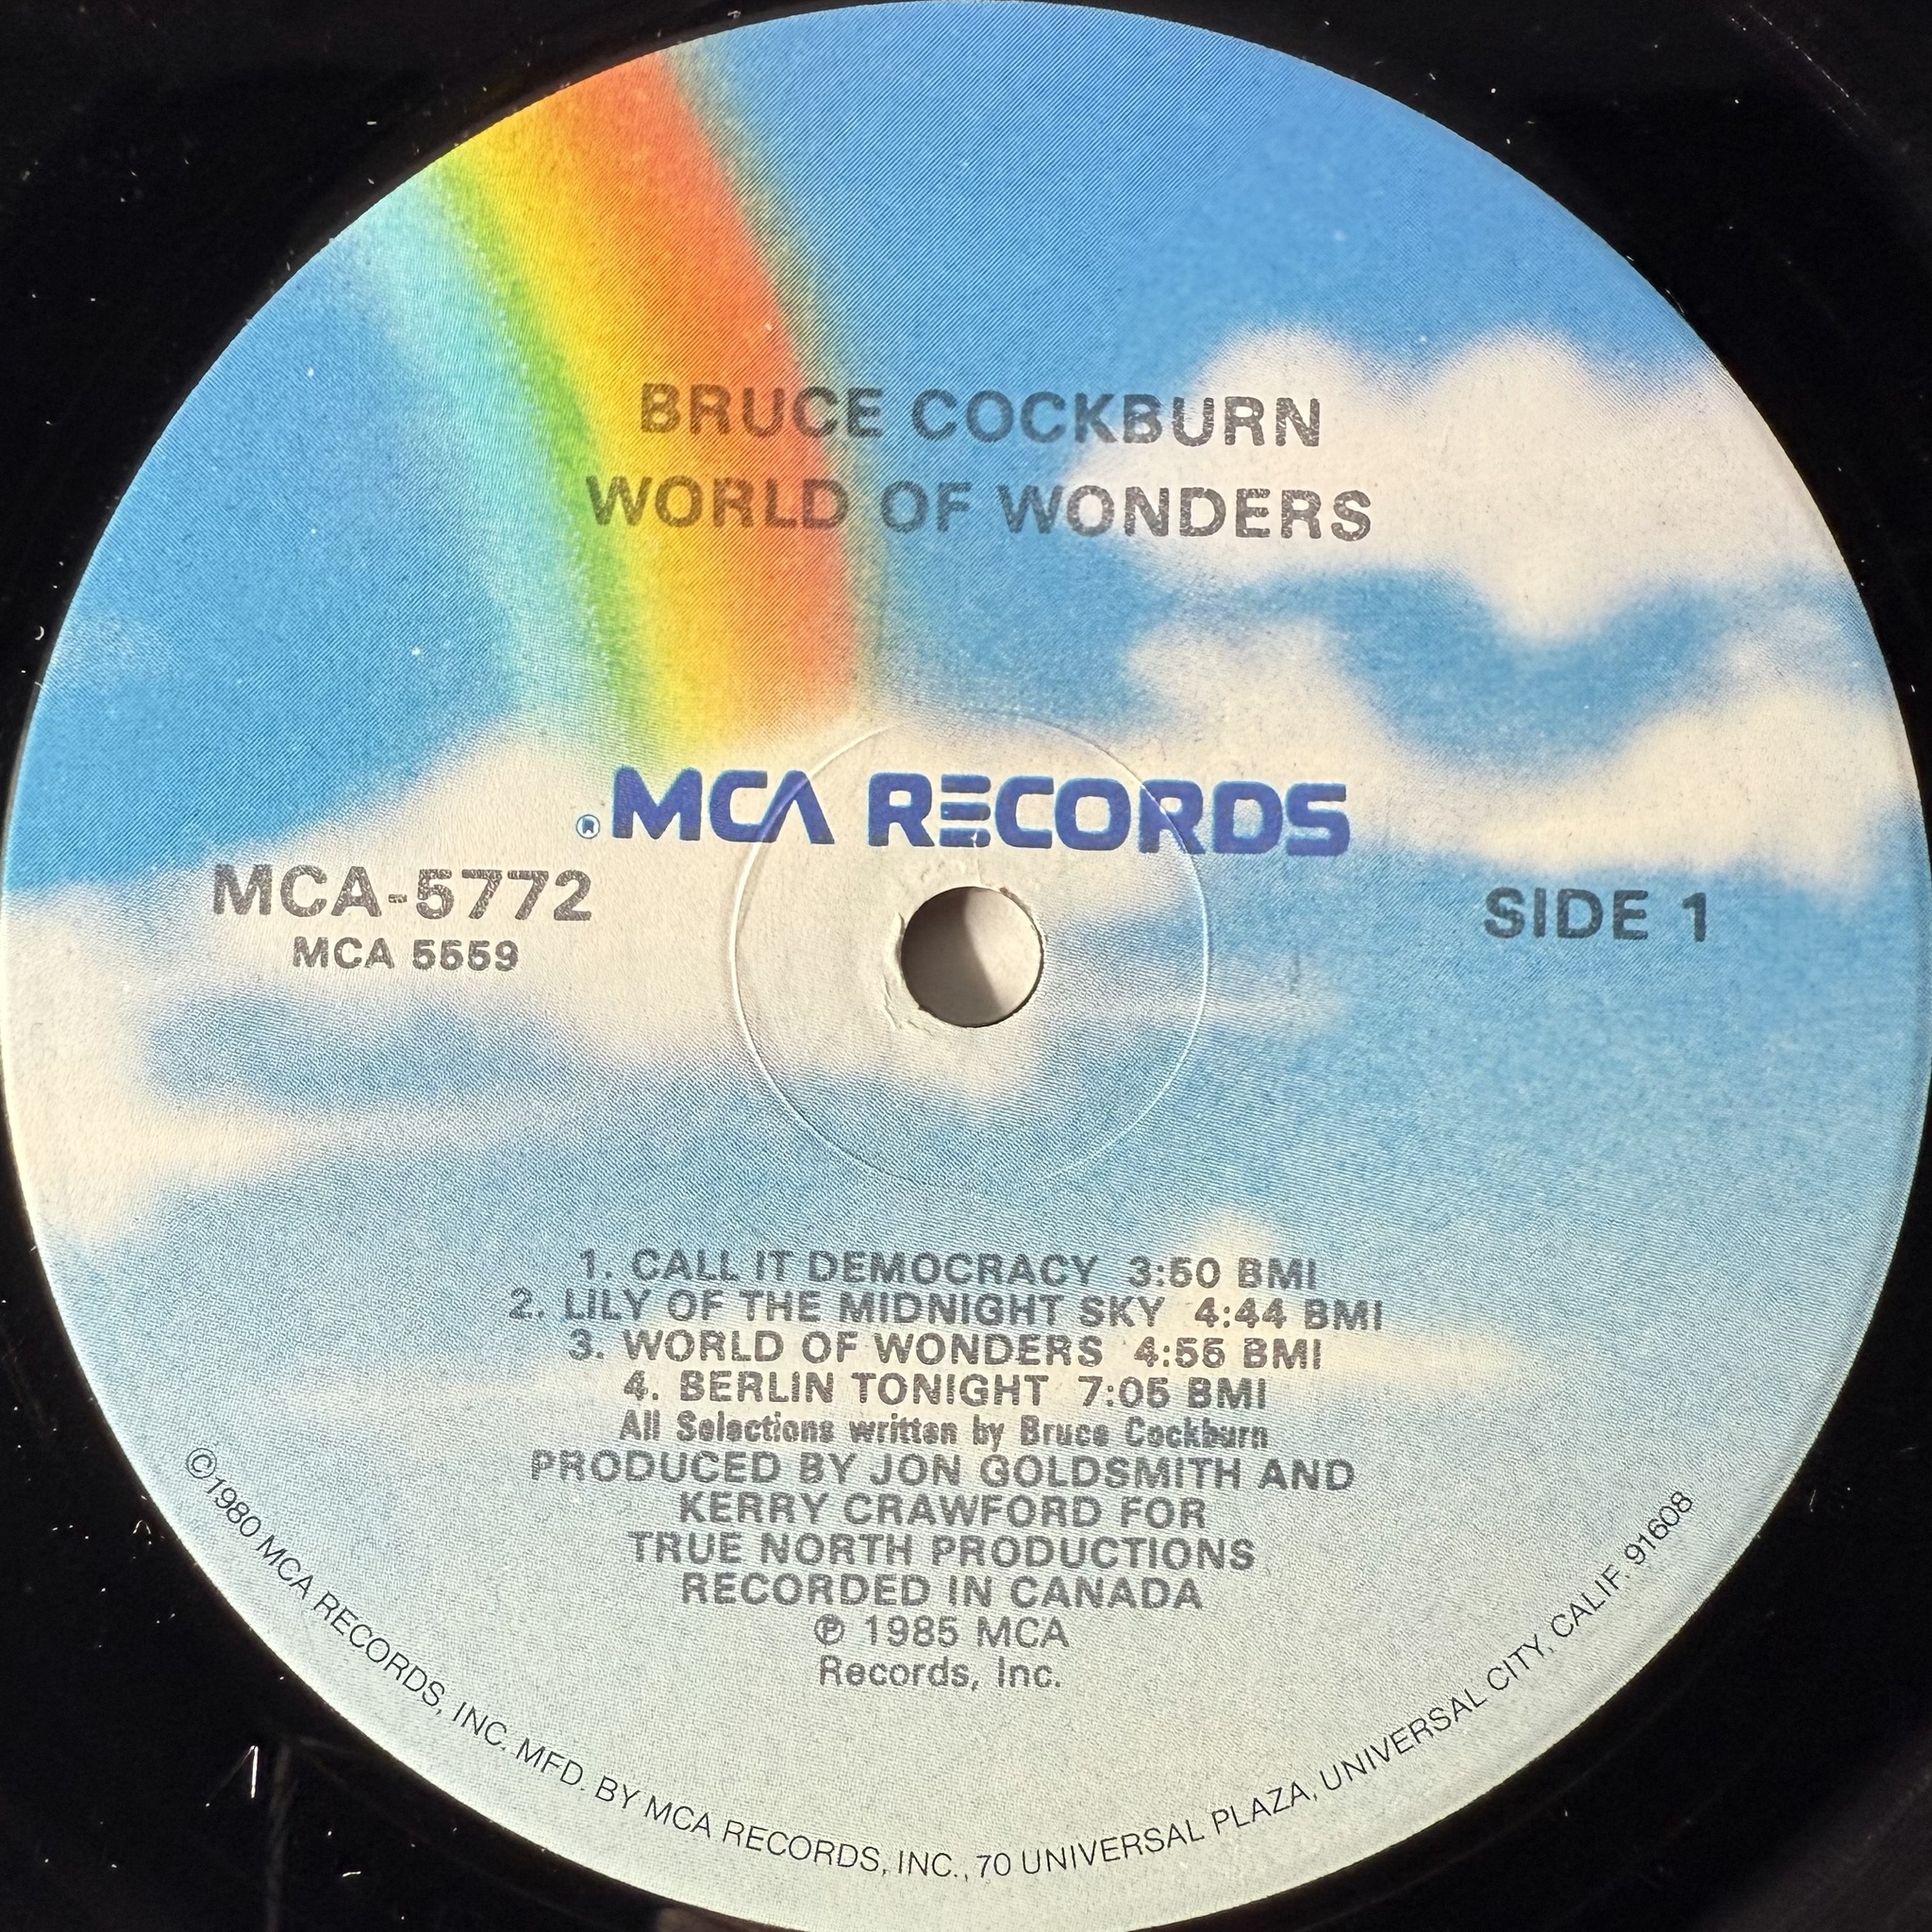 BRUCE COCKBURN
WORLD OF WONDERS
® MCA RECORDS
MCA-5772
MCA 5559
SIDE 1
1. CALL IT DEMOCRACY 3:50 BMI
2. LILY OF THE MIDNIGHT SKY 4:44 BMI
3. WORLD OF WONDERS 4:55 BMI
4. BERLIN TONIGHT 7:05 BMI
All Selections written by Bruce Cockburn
PRODUCED BY JON GOLDSMITH AND
KERRY CRAWFORD FOR
TRUE NORTH PRODUCTIONS
RECORDED IN CANADA
℗ 1985 MCA
Records, Inc.
©1980 MCA RECORDS, INC. MFD. BY MCA RECORDS, INC., 70 UNIVERSAL PLAZA, UNIVERSAL CITY, CALIF. 91608